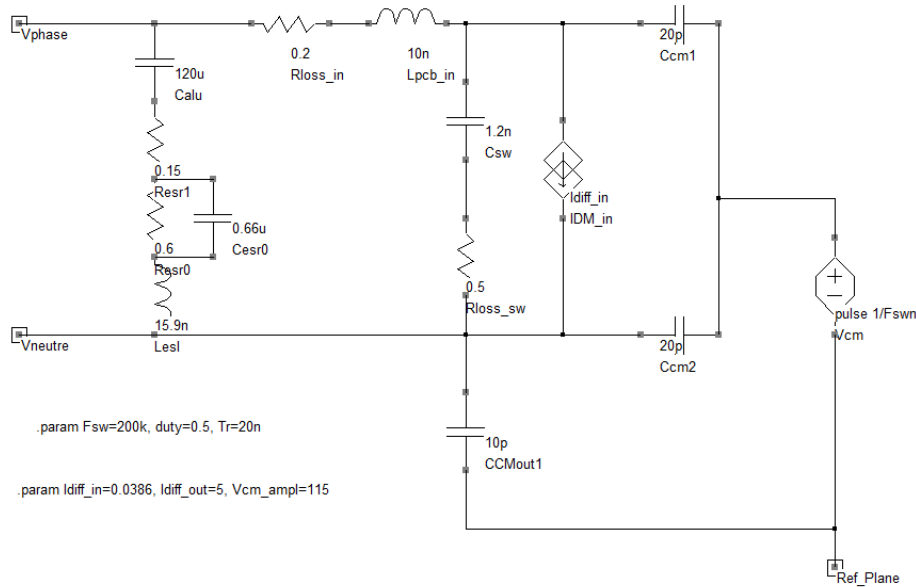 Vphase
0.2
Rloss_in
10n
Lpcb_in
20p
Ccm1
120u
Calu
1.2n
Csw
0.15
Resr1
Idiff_in
IDM_in
0.66u
Cesr0
0.6
Resr0
0.5
Rloss_sw
+
−
pulse 1/Fswn
Vcm
15.9n
Lesl
Vneutre
20p
Ccm2
.param Fsw=200k, duty=0.5, Tr=20n
10p
CCMout1
.param Idiff_in=0.0386, Idiff_out=5, Vcm_ampl=115
Ref_Plane